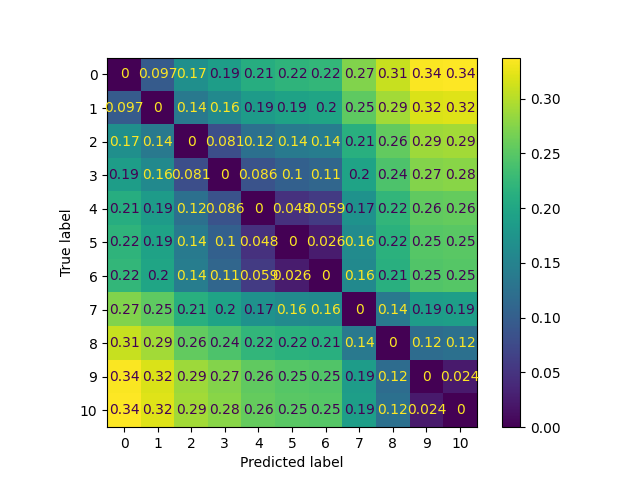 0 0 0.097 0.17 0.19 0.21 0.22 0.22 0.27 0.31 0.34 0.34
1 0.097 0 0.14 0.16 0.19 0.19 0.2 0.25 0.29 0.32 0.32
2 0.17 0.14 0 0.081 0.12 0.14 0.14 0.21 0.26 0.29 0.29
3 0.19 0.16 0.081 0 0.086 0.1 0.11 0.2 0.24 0.27 0.28
4 0.21 0.19 0.12 0.086 0 0.048 0.059 0.17 0.22 0.26 0.26
5 0.22 0.19 0.14 0.1 0.048 0 0.026 0.16 0.22 0.25 0.25
6 0.22 0.2 0.14 0.11 0.059 0.026 0 0.16 0.21 0.25 0.25
7 0.27 0.25 0.21 0.2 0.17 0.16 0.16 0 0.14 0.19 0.19
8 0.31 0.29 0.26 0.24 0.22 0.22 0.21 0.14 0 0.12 0.12
9 0.34 0.32 0.29 0.27 0.26 0.25 0.25 0.19 0.12 0 0.024
10 0.34 0.32 0.29 0.28 0.26 0.25 0.25 0.19 0.12 0.024 0
0 1 2 3 4 5 6 7 8 9 10
Predicted label
True label
0.30
0.25
0.20
0.15
0.10
0.05
0.00